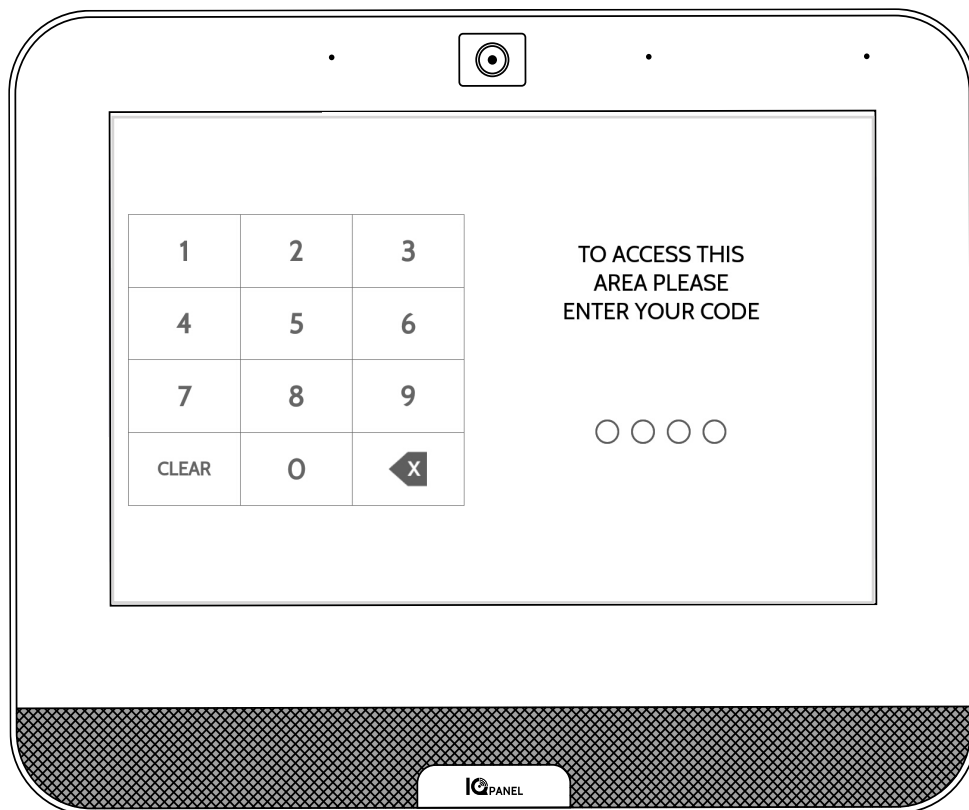 1 2 3
TO ACCESS THIS
AREA PLEASE
ENTER YOUR CODE
4 5 6
7 8 9
CLEAR 0 X
IQ PANEL